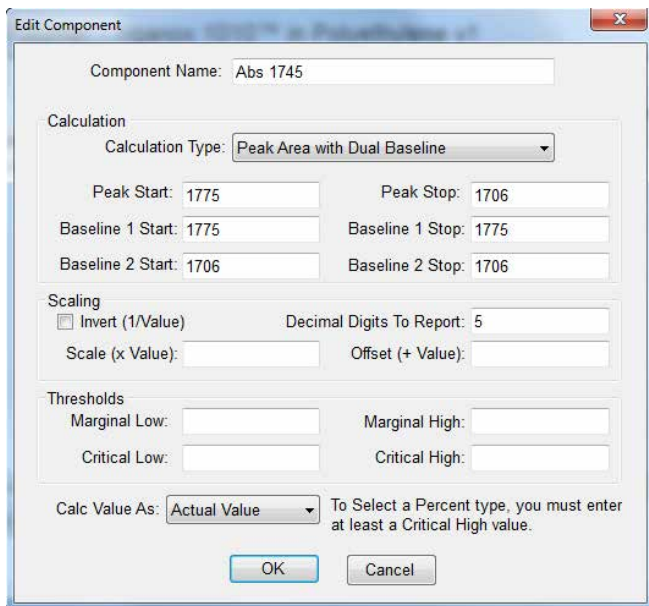 Edit Component
Component Name: Abs 1745
Calculation
Calculation Type: Peak Area with Dual Baseline
Peak Start: 1775 Peak Stop: 1706
Baseline 1 Start: 1775 Baseline 1 Stop: 1775
Baseline 2 Start: 1706 Baseline 2 Stop: 1706
Scaling
Invert (1/Value) Decimal Digits To Report: 5
Scale (x Value): Offset (+ Value):
Thresholds
Marginal Low: Marginal High:
Critical Low: Critical High:
Calc Value As: Actual Value To Select a Percent type, you must enter
at least a Critical High value.
OK Cancel